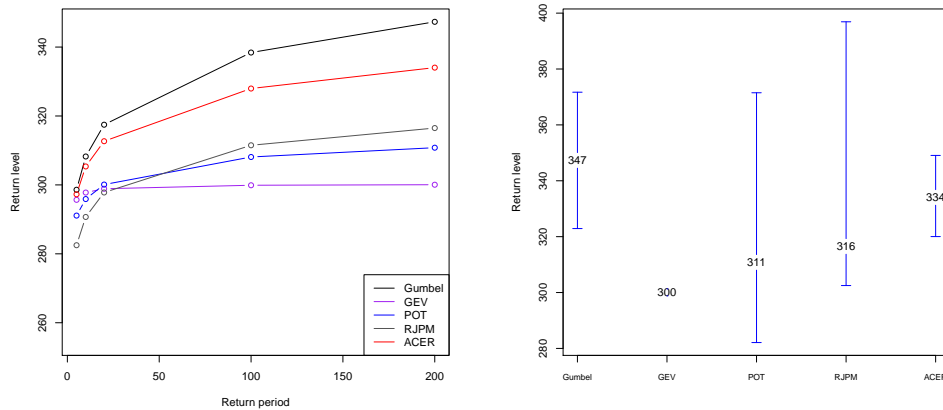 Return level
340
320
300
280
260
0
50
100
150
200
Return period
Gumbel
GEV
POT
RJPM
ACER
Return level
400
380
360
340
320
300
280
347
300
311
316
334
Gumbel
GEV
POT
RJPM
ACER